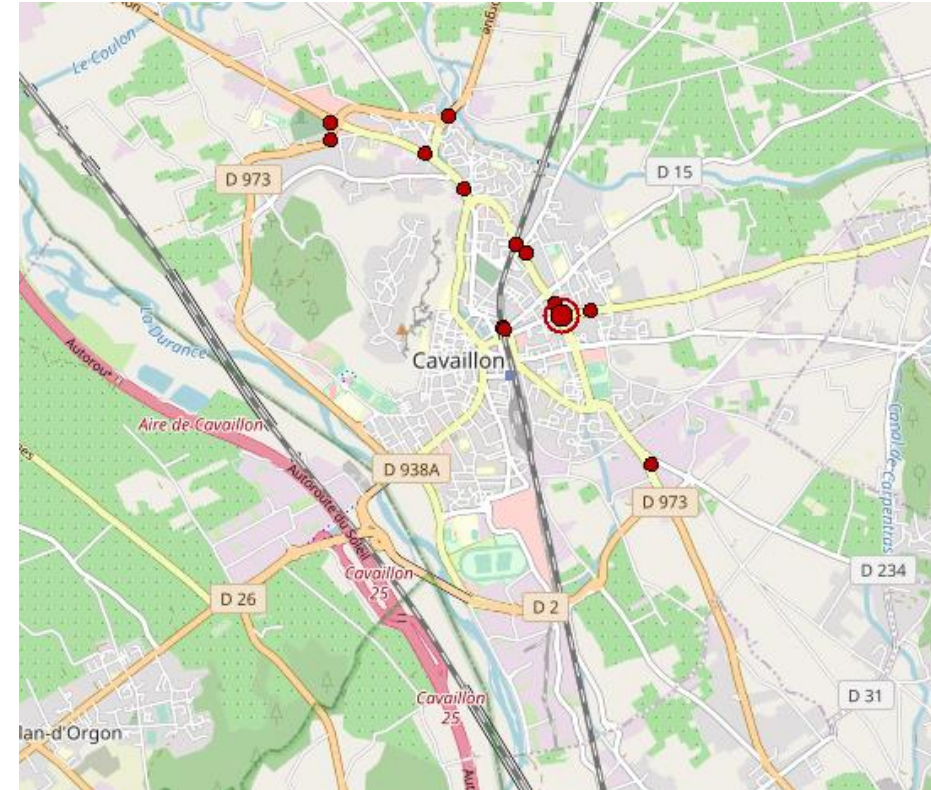 Le Coulon
D 973
D 15
La Durance
Cavaillon
Aire de Cavaillon
D 938A
Autoroute du Soleil
D 973
Canal de Carpentras
Cavaillon
25
D 26
D 2
D 234
Cavaillon
25
D 31
lan-d'Orgon